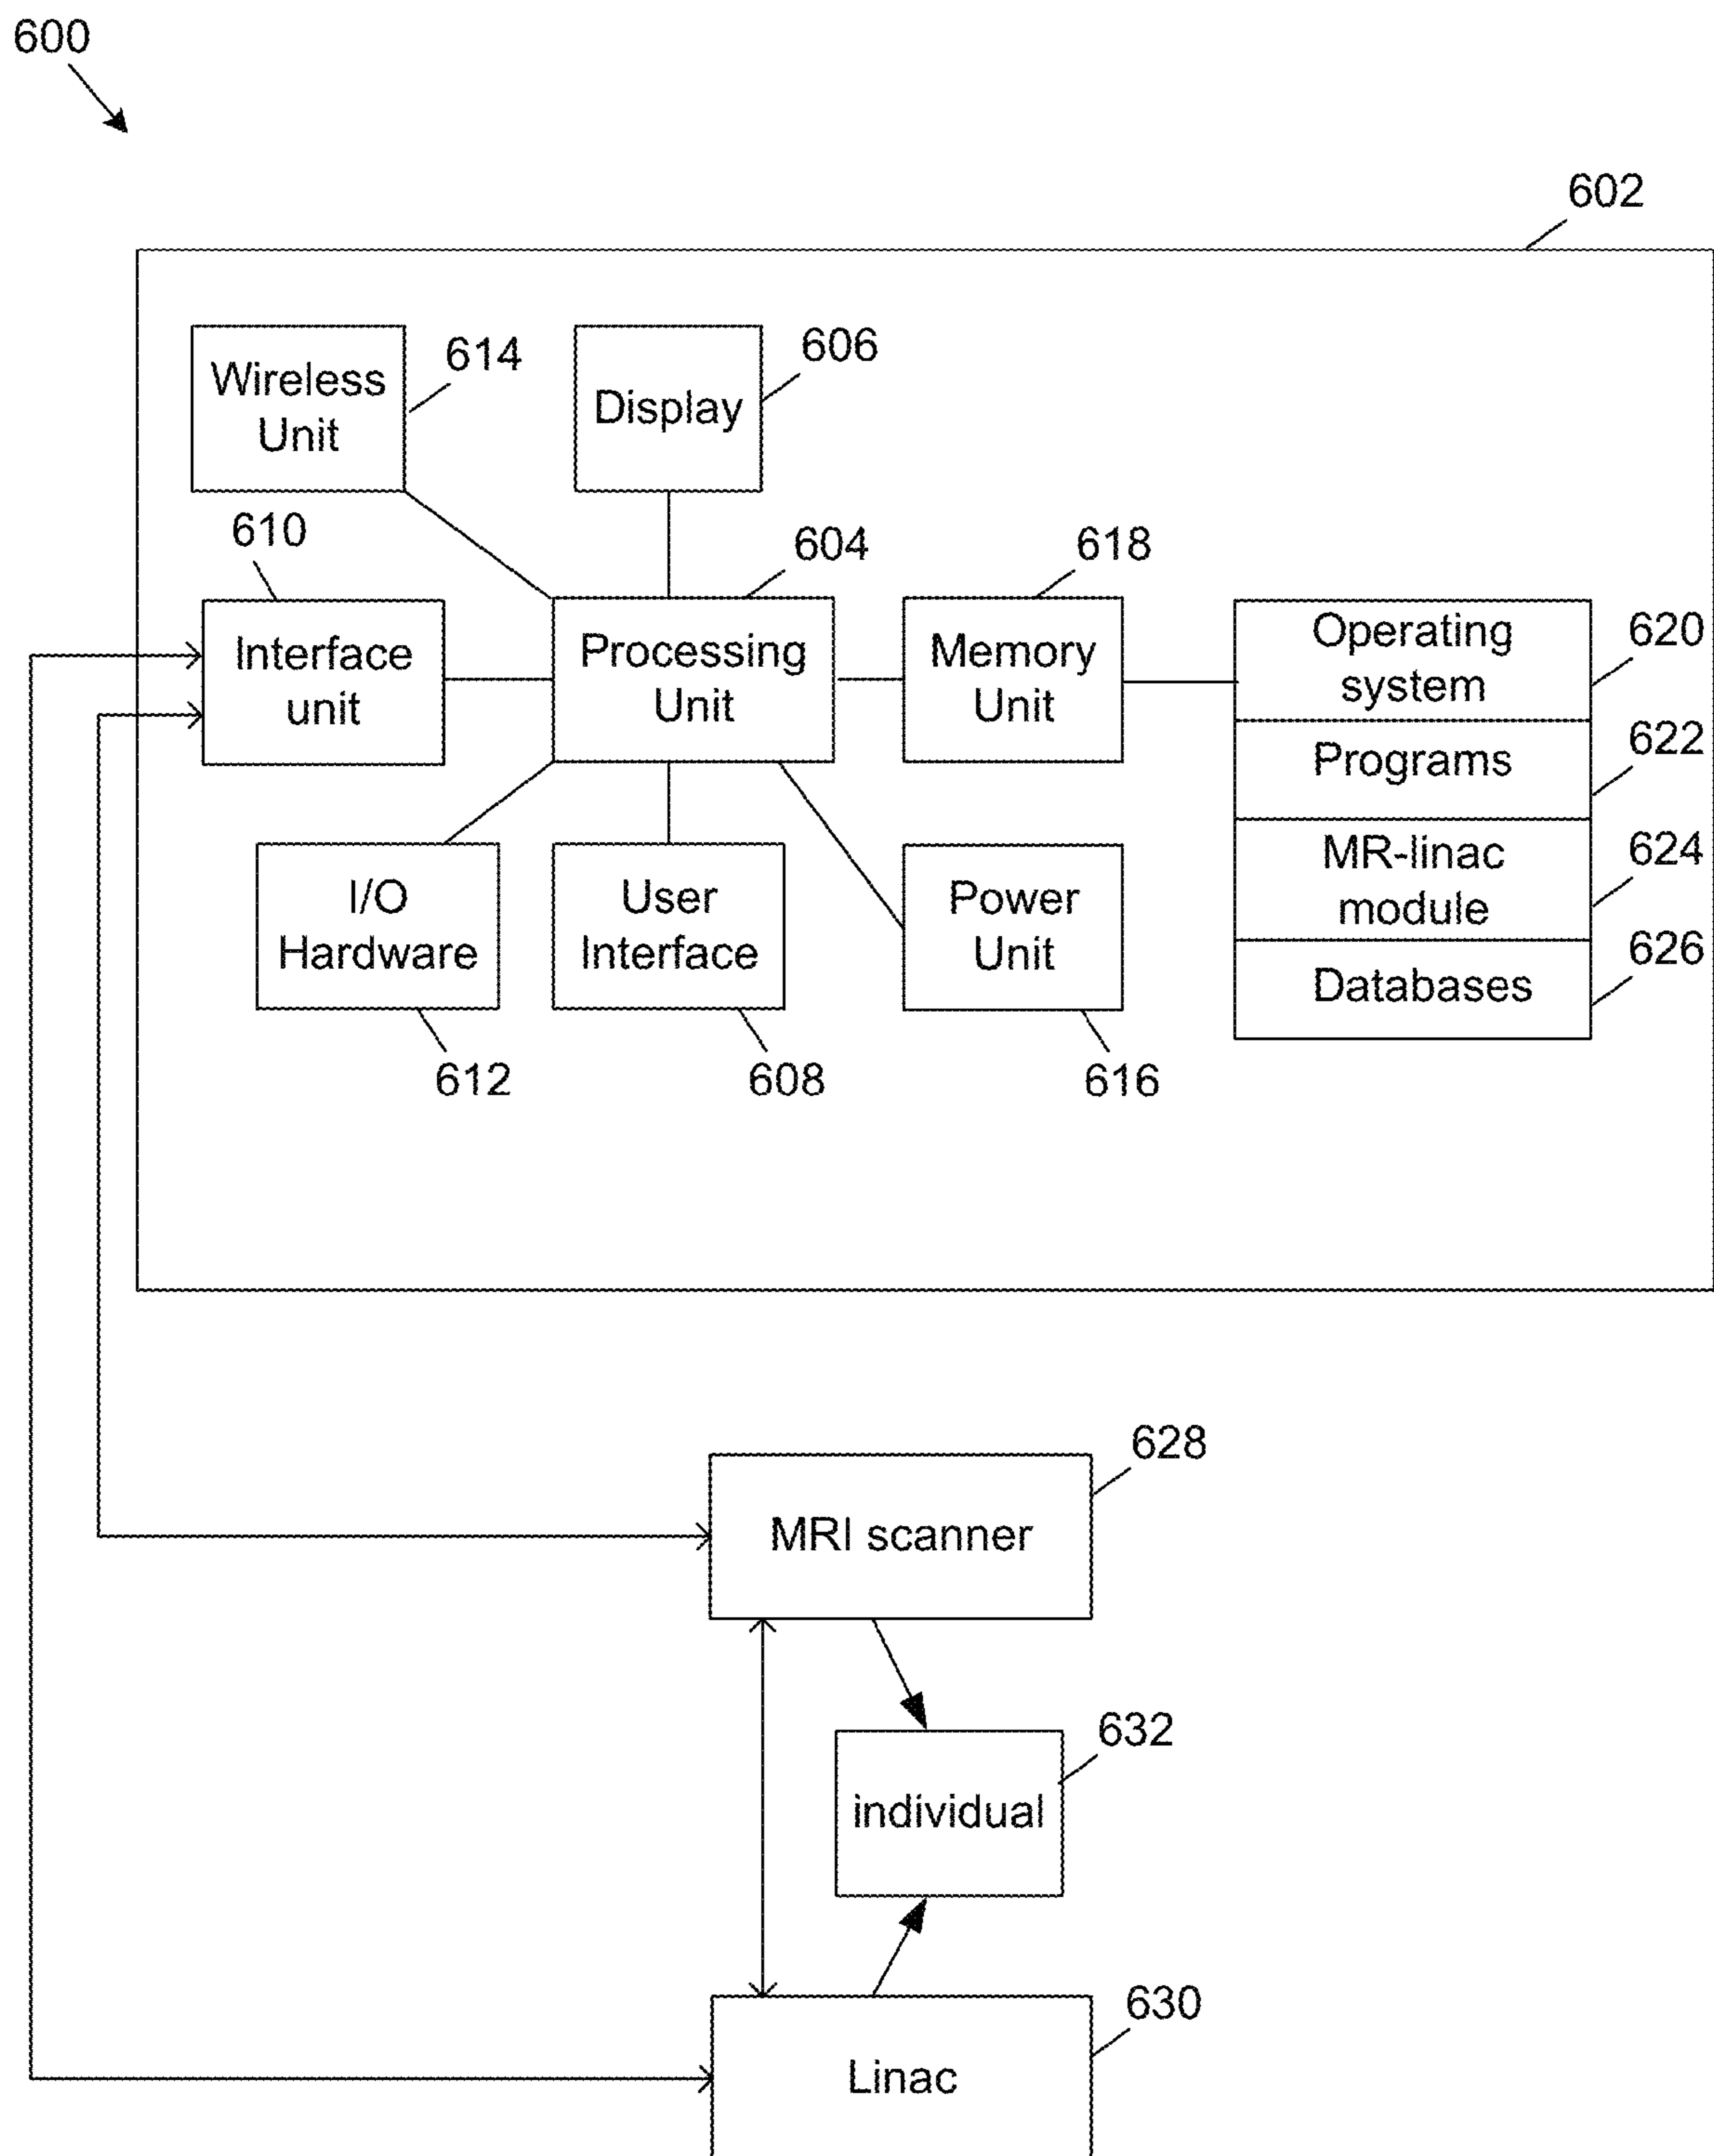 600
602
Wireless
Unit
614
Display
606
610
604
618
Interface
unit
Processing
Unit
Memory
Unit
Operating
system
620
Programs
622
MR-linac
module
624
Databases
626
I/O
Hardware
User
Interface
Power
Unit
612
608
616
628
MRI scanner
632
individual
630
Linac